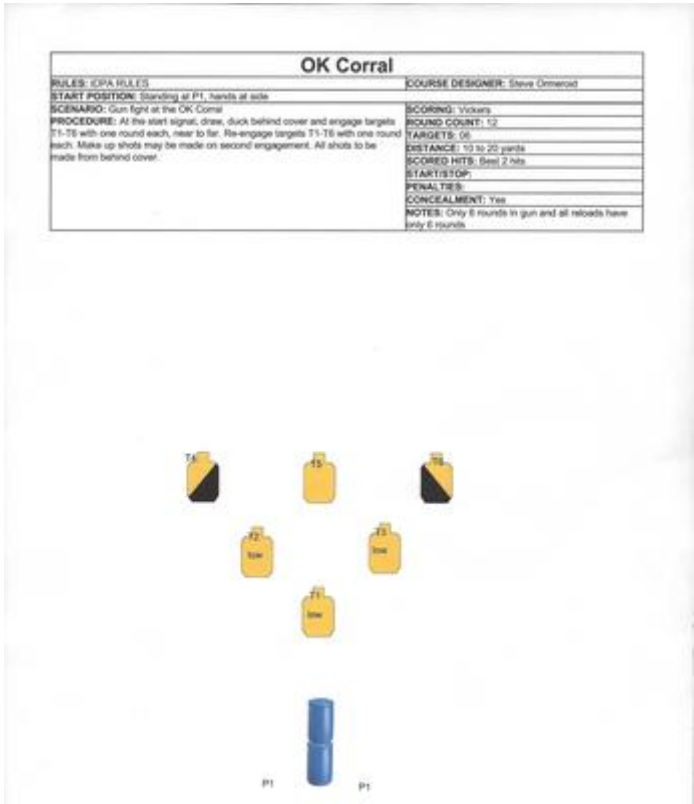 OK Corral
RULES: IDPA RULES
COURSE DESIGNER: Steve Ormeroid
START POSITION: Standing at P1, hands at side
SCENARIO: Gun fight at the OK Corral
PROCEDURE: At the start signal, draw, duck behind cover and engage targets
T1-T6 with one round each, near to far. Re-engage targets T1-T6 with one round
each. Make up shots may be made on second engagement. All shots to be
made from behind cover.
SCORING: Vickers
ROUND COUNT: 12
TARGETS: 06
DISTANCE: 10 to 20 yards
SCORED HITS: Best 2 hits
START/STOP:
PENALTIES:
CONCEALMENT: Yes
NOTES: Only 6 rounds in gun and all reloads have
only 6 rounds
T4
T5
T6
T2
low
T3
low
T1
low
P1
P1